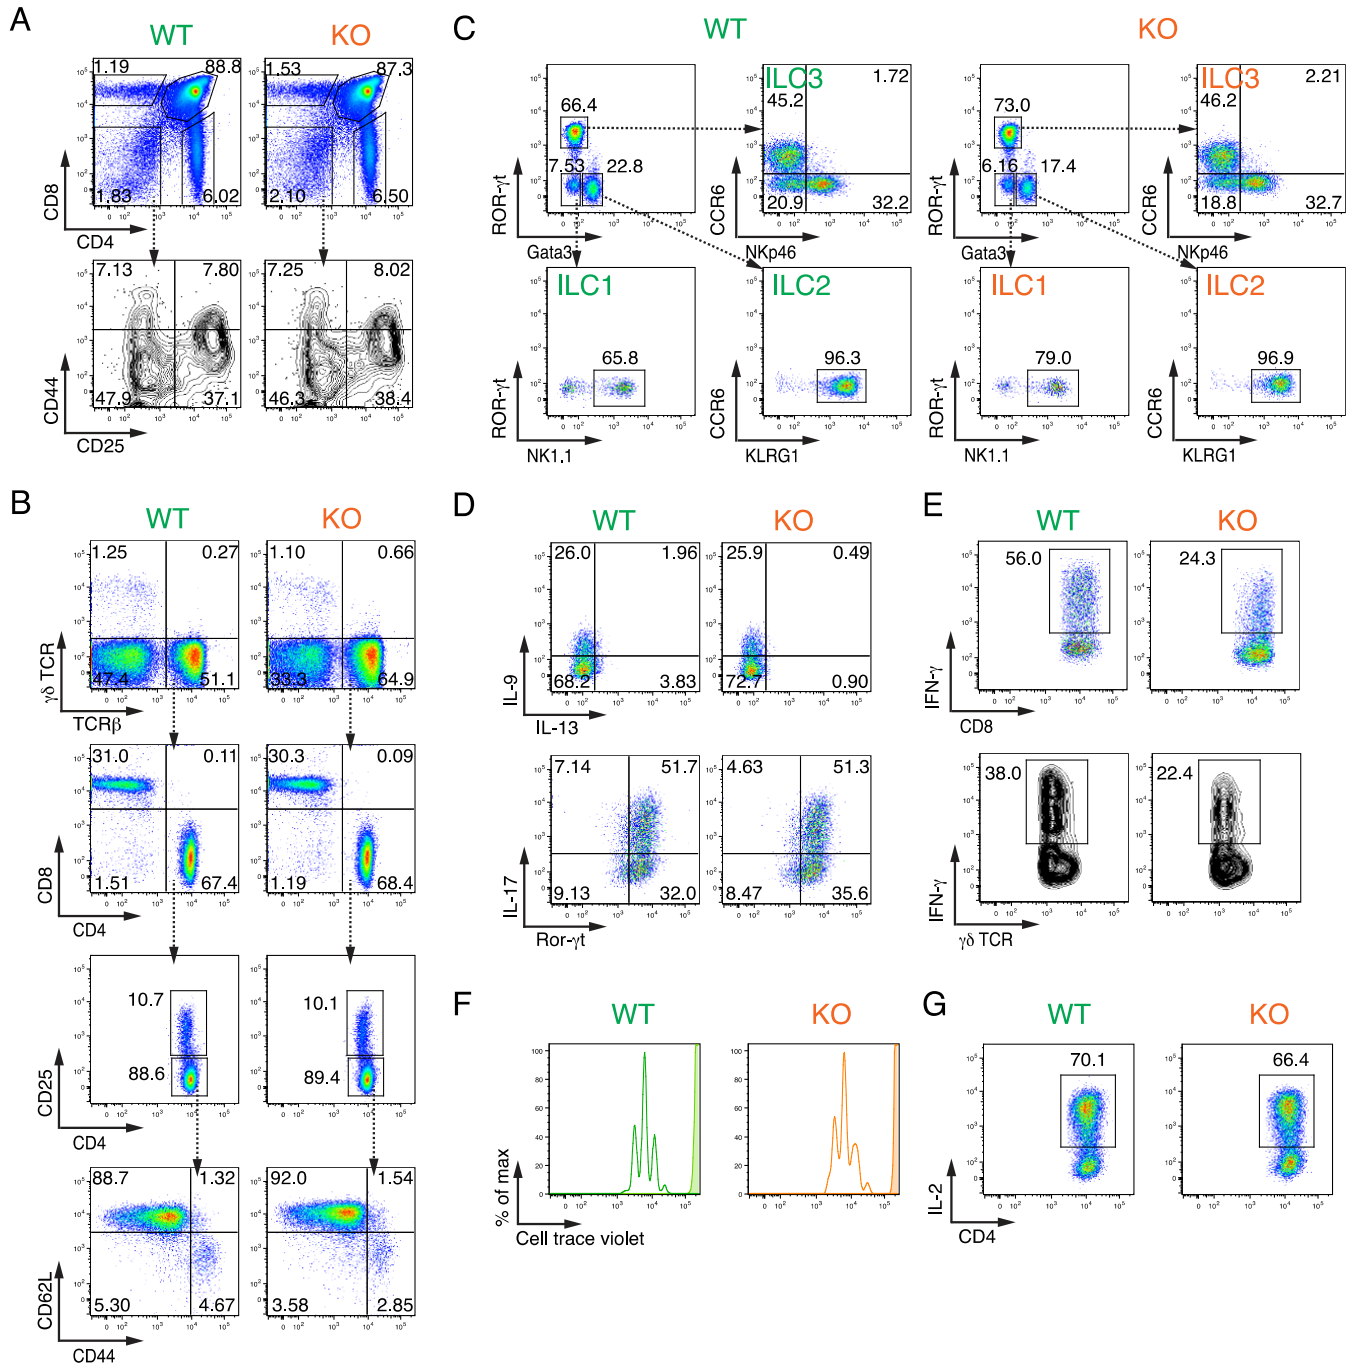 A
WT KO
1.19 88.8 1.53 87.3
1.83 6.02 2.10 6.50
CD8
CD4
7.13 7.80 7.25 8.02
47.9 37.1 46.3 38.4
CD44
CD25
B
WT KO
1.25 0.27 1.10 0.66
47.4 51.1 33.3 64.9
γδ TCR
TCRβ
31.0 0.11 30.3 0.09
1.51 67.4 1.19 68.4
CD8
CD4
10.7 10.1
88.6 89.4
CD25
CD4
88.7 1.32 92.0 1.54
5.30 4.67 3.58 2.85
CD62L
CD44
C
WT KO
66.4
7.53 22.8
ROR-γt
Gata3
ILC3 1.72
45.2
20.9 32.2
CCR6
NKp46
73.0
6.16 17.4
ROR-γt
Gata3
ILC3 2.21
46.2
18.8 32.7
CCR6
NKp46
ILC1
65.8
ROR-γt
NK1.1
ILC2
96.3
CCR6
KLRG1
ILC1
79.0
ROR-γt
NK1.1
ILC2
96.9
CCR6
KLRG1
D
WT KO
26.0 1.96 25.9 0.49
68.2 3.83 72.7 0.90
IL-9
IL-13
7.14 51.7 4.63 51.3
9.13 32.0 8.47 35.6
IL-17
Ror-γt
E
WT KO
56.0 24.3
IFN-γ
CD8
38.0 22.4
IFN-γ
γδ TCR
F
WT KO
100 80 60 40 20 0
% of max
Cell trace violet
G
WT KO
70.1 66.4
IL-2
CD4